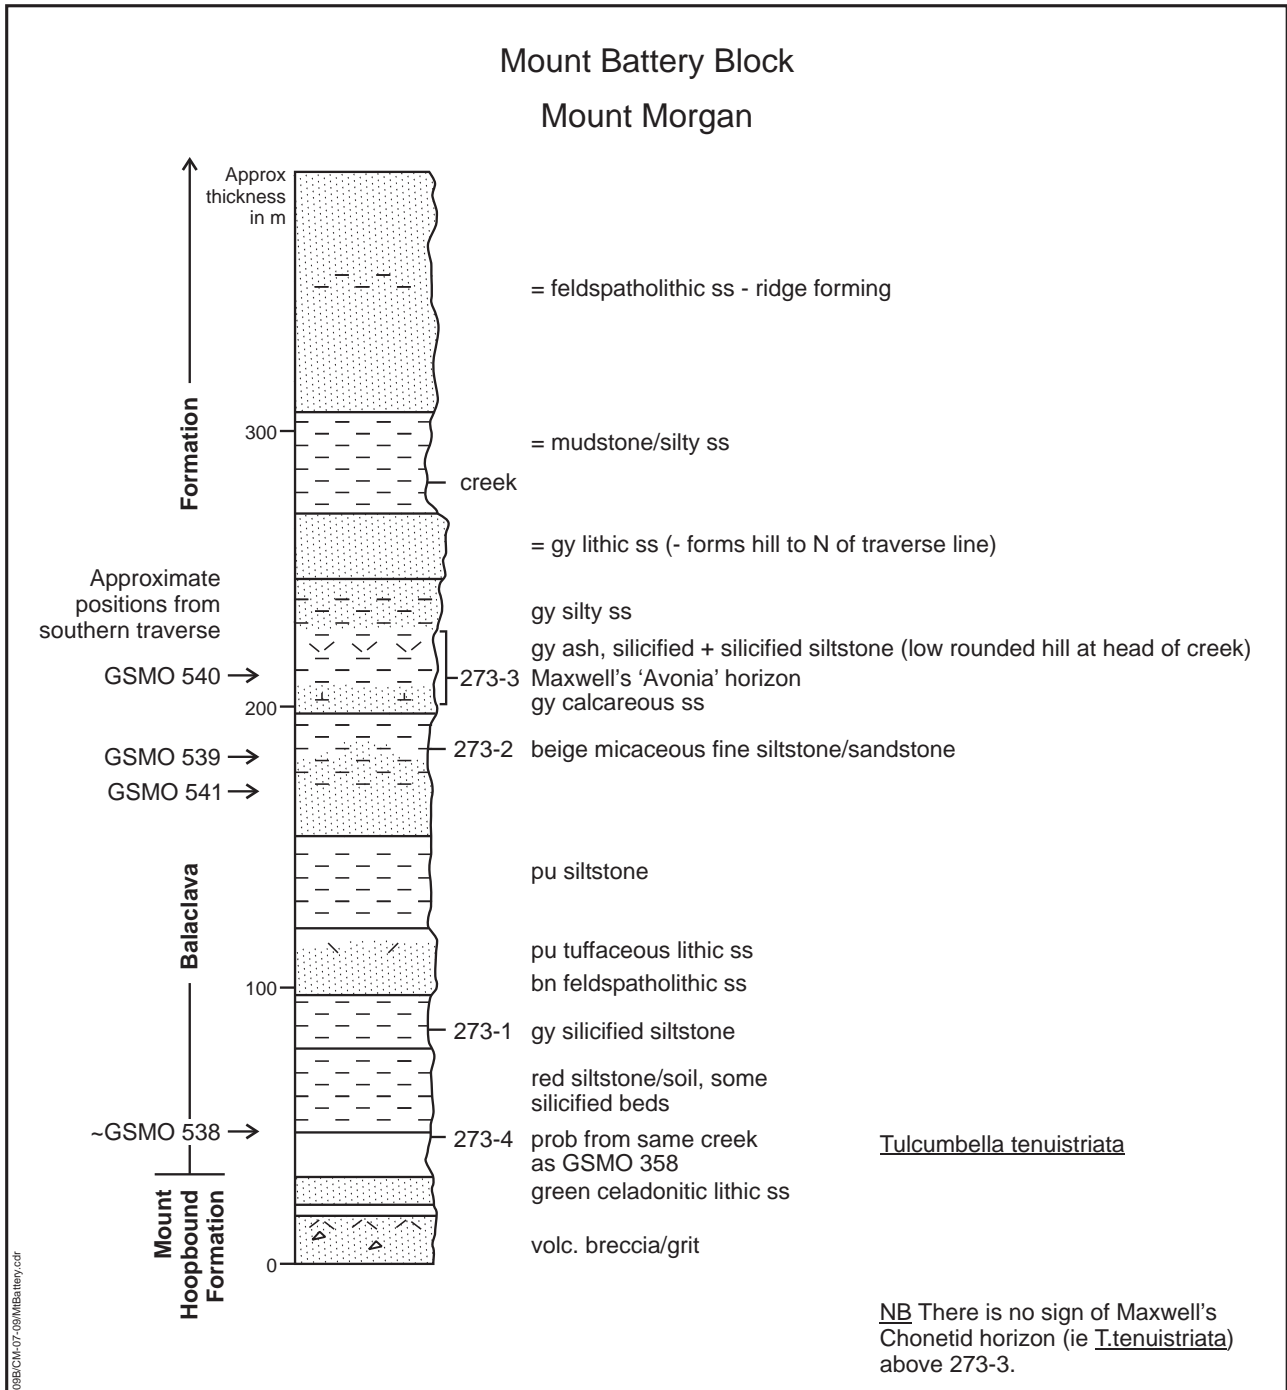 Mount Battery Block
Mount Morgan
Approx
thickness
in m
= feldspatholithic ss - ridge forming
Formation
300
= mudstone/silty ss
creek
= gy lithic ss (- forms hill to N of traverse line)
Approximate
positions from
southern traverse
gy silty ss
gy ash, silicified + silicified siltstone (low rounded hill at head of creek)
GSMO 540
273-3 Maxwell's 'Avonia' horizon
gy calcareous ss
200
GSMO 539
273-2 beige micaceous fine siltstone/sandstone
GSMO 541
Balaclava
pu siltstone
pu tuffaceous lithic ss
bn feldspatholithic ss
100
273-1 gy silicified siltstone
red siltstone/soil, some
silicified beds
~GSMO 538
273-4 prob from same creek
as GSMO 358
Tulcumbella tenuistriata
green celadonitic lithic ss
Mount
Hoopbound
Formation
volc. breccia/grit
0
NB There is no sign of Maxwell's
Chonetid horizon (ie T.tenuistriata)
above 273-3.
09B/CM-07-09/MtBattery.cdr